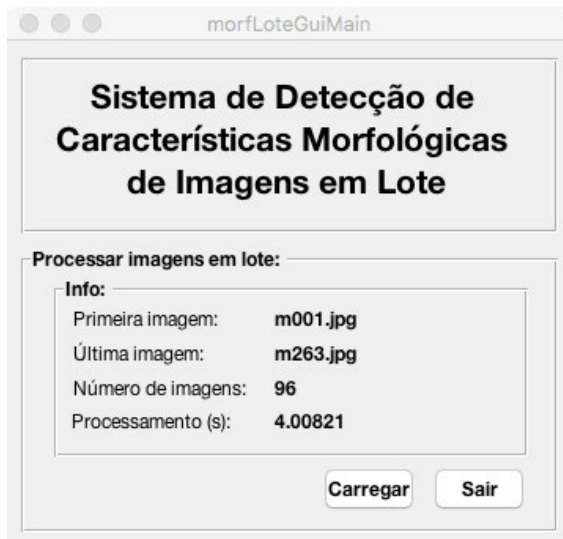 morfLoteGuiMain
Sistema de Detecção de
Características Morfológicas
de Imagens em Lote
Processar imagens em lote:
Info:
Primeira imagem: m001.jpg
Última imagem: m263.jpg
Número de imagens: 96
Processamento (s): 4.00821
Carregar Sair